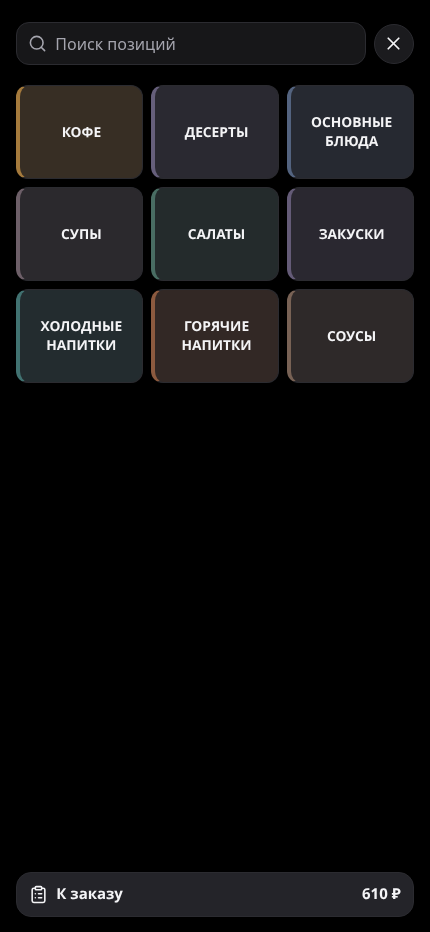 Поиск позиций
КОФЕ
ДЕСЕРТЫ
ОСНОВНЫЕ
БЛЮДА
СУПЫ
САЛАТЫ
ЗАКУСКИ
ХОЛОДНЫЕ
НАПИТКИ
ГОРЯЧИЕ
НАПИТКИ
СОУСЫ
К заказу 610 ₽